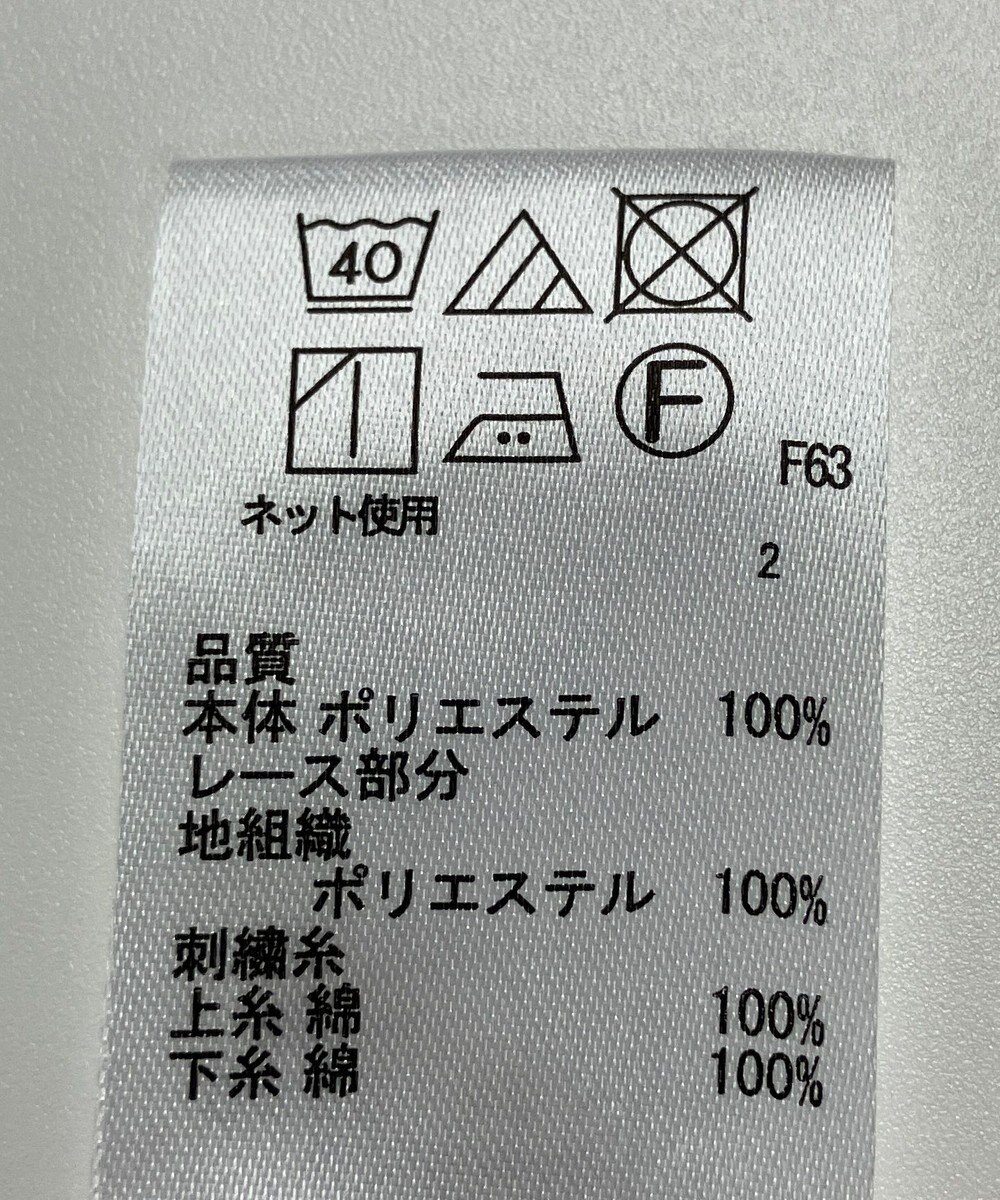 40
F
F63
ネット使用
2
品質
本体 ポリエステル 100%
レース部分
地組織
ポリエステル 100%
刺繍糸
上糸 綿 100%
下糸 綿 100%